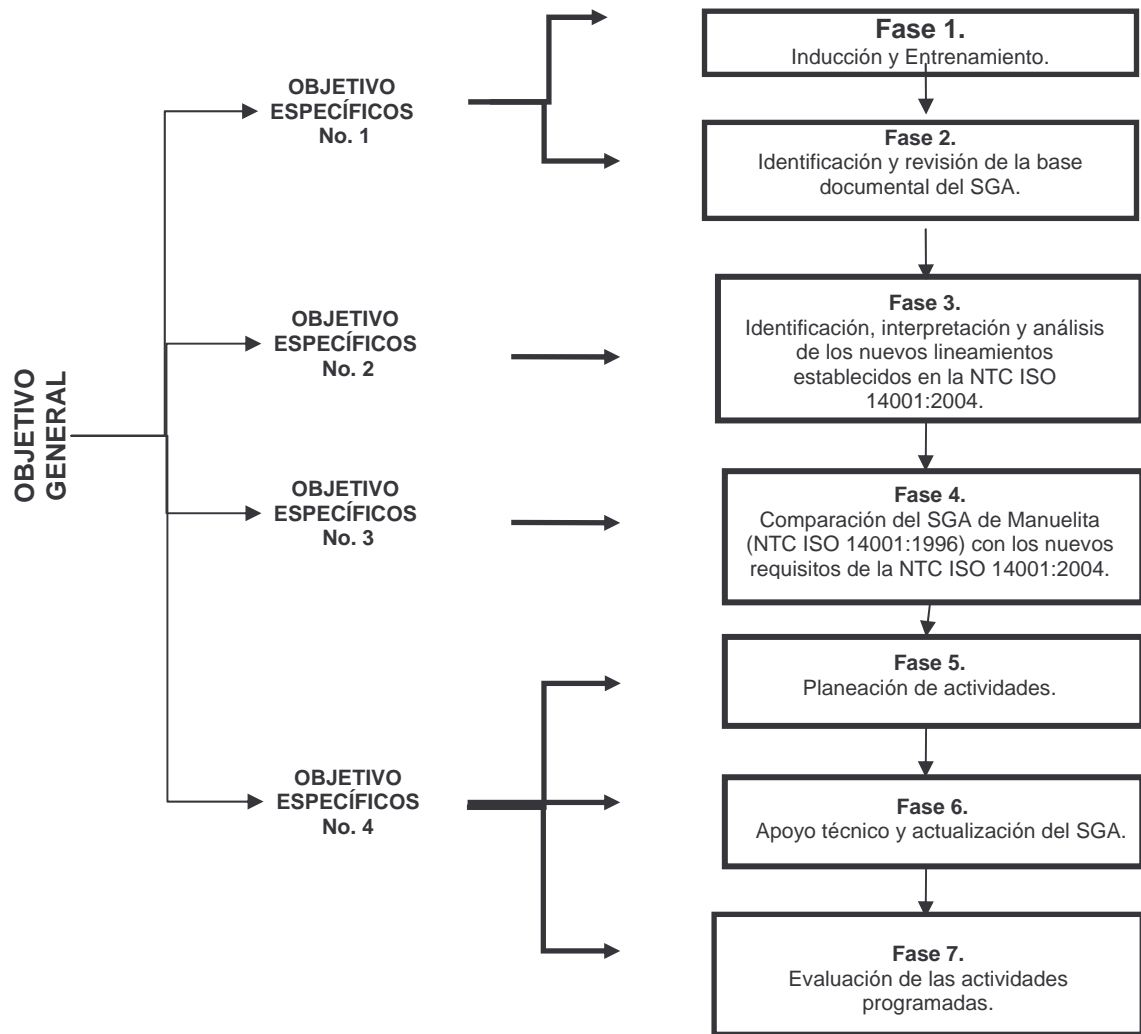 Fase 1.
Inducción y Entrenamiento.
OBJETIVO
ESPECÍFICOS
No. 1
Fase 2.
Identificación y revisión de la base
documental del SGA.
OBJETIVO
ESPECÍFICOS
No. 2
Fase 3.
Identificación, interpretación y análisis
de los nuevos lineamientos
establecidos en la NTC ISO
14001:2004.
OBJETIVO
GENERAL
OBJETIVO
ESPECÍFICOS
No. 3
Fase 4.
Comparación del SGA de Manuelita
(NTC ISO 14001:1996) con los nuevos
requisitos de la NTC ISO 14001:2004.
Fase 5.
Planeación de actividades.
OBJETIVO
ESPECÍFICOS
No. 4
Fase 6.
Apoyo técnico y actualización del SGA.
Fase 7.
Evaluación de las actividades
programadas.